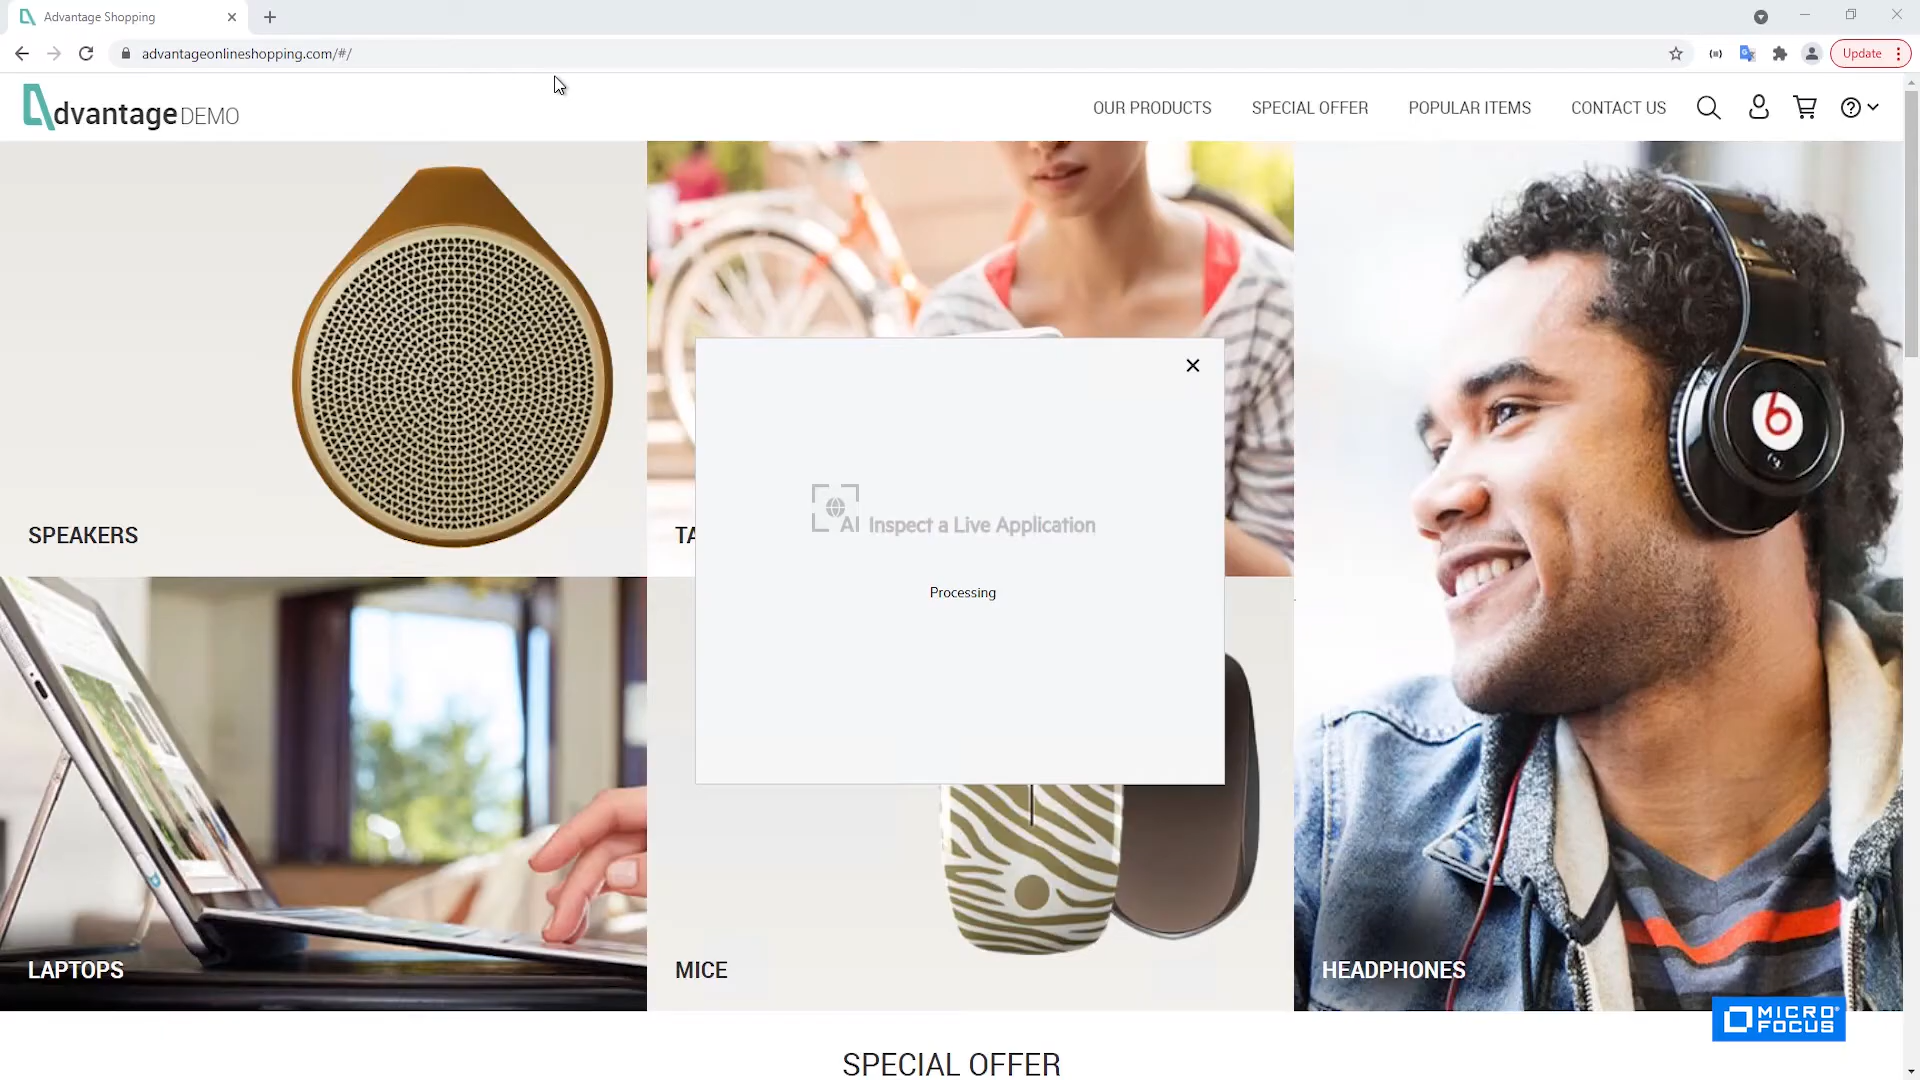 Advantage Shopping
advantageonlineshopping.com/#/
Update
dvantage DEMO
OUR PRODUCTS
SPECIAL OFFER
POPULAR ITEMS
CONTACT US
SPEAKERS
TA
AI Inspect a Live Application
Processing
LAPTOPS
MICE
HEADPHONES
MICRO
FOCUS
SPECIAL OFFER